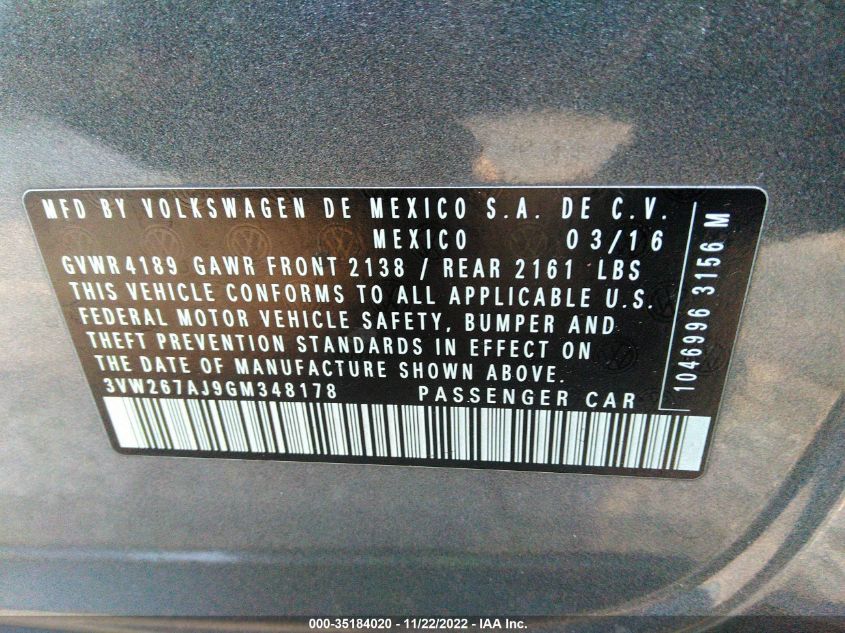 MFD BY VOLKSWAGEN DE MEXICO S.A. DE C.V.
MEXICO 03/16
GVWR 4189 GAWR FRONT 2138 / REAR 2161 LBS
THIS VEHICLE CONFORMS TO ALL APPLICABLE U.S.
FEDERAL MOTOR VEHICLE SAFETY, BUMPER AND
THEFT PREVENTION STANDARDS IN EFFECT ON
THE DATE OF MANUFACTURE SHOWN ABOVE.
3VW267AJ9GM348178 PASSENGER CAR
1046996 3156 M
000-35184020 - 11/22/2022 - IAA Inc.